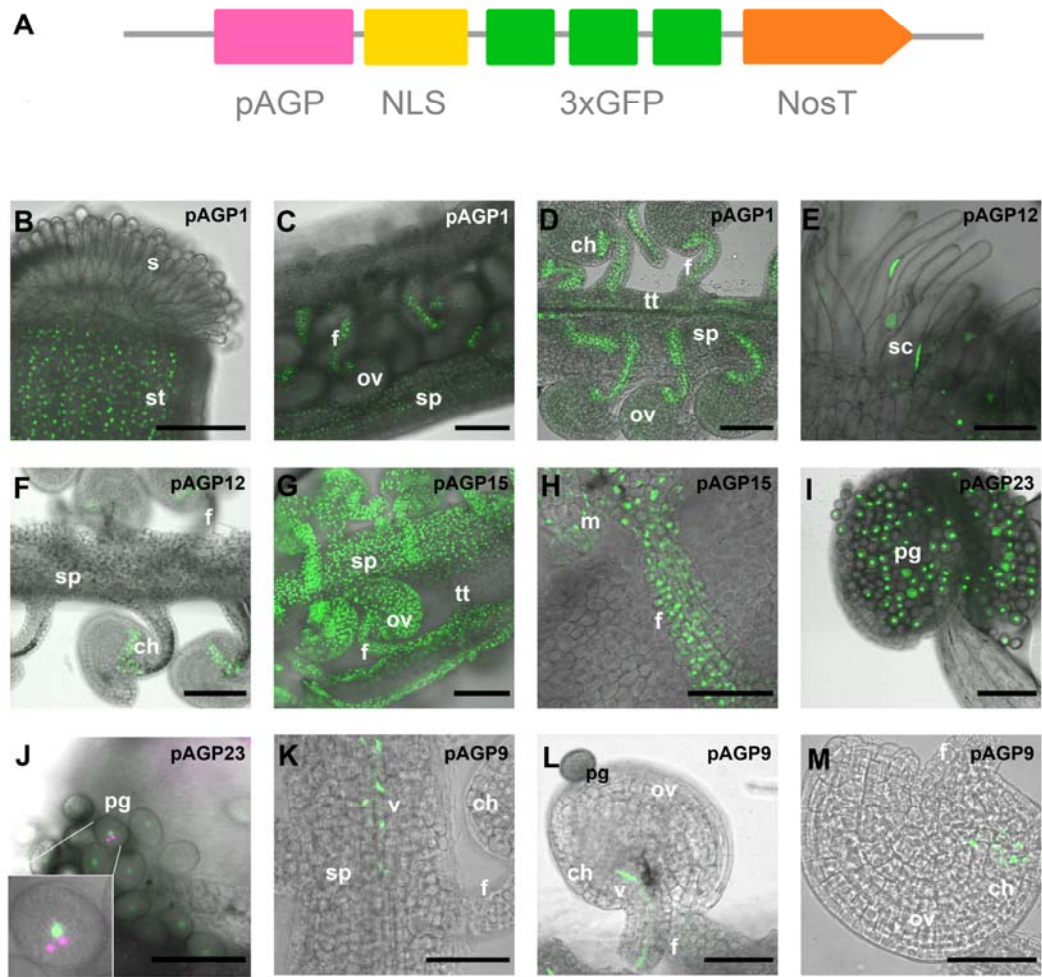 A
pAGP NLS 3xGFP NosT
B pAGP1
s
st
C pAGP1
f
ov
sp
D pAGP1
ch
f
tt
sp
ov
E pAGP12
sc
F pAGP12
f
sp
ch
G pAGP15
sp
tt
ov
f
H pAGP15
m
f
I pAGP23
pg
J pAGP23
pg
K pAGP9
v
ch
sp
f
L pAGP9
pg
ov
ch
v
f
M pAGP9
f
ch
ov